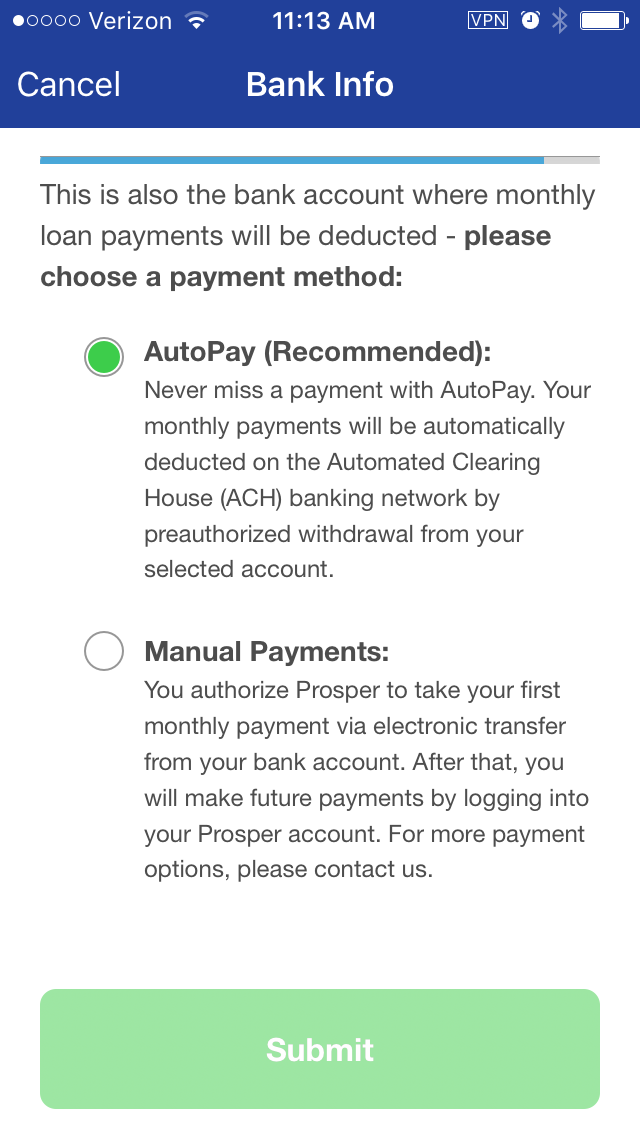 Verizon 11:13 AM VPN
Cancel Bank Info
This is also the bank account where monthly
loan payments will be deducted - please
choose a payment method:
AutoPay (Recommended):
Never miss a payment with AutoPay. Your
monthly payments will be automatically
deducted on the Automated Clearing
House (ACH) banking network by
preauthorized withdrawal from your
selected account.
Manual Payments:
You authorize Prosper to take your first
monthly payment via electronic transfer
from your bank account. After that, you
will make future payments by logging into
your Prosper account. For more payment
options, please contact us.
Submit